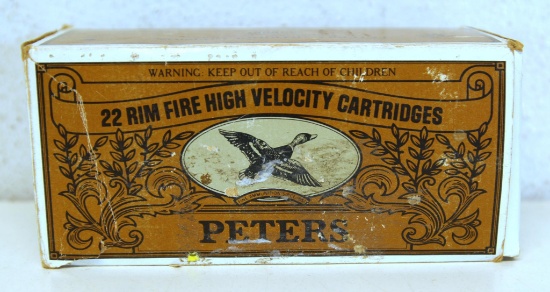 WARNING: KEEP OUT OF REACH OF CHILDREN
22 RIM FIRE HIGH VELOCITY CARTRIDGES
PETERS